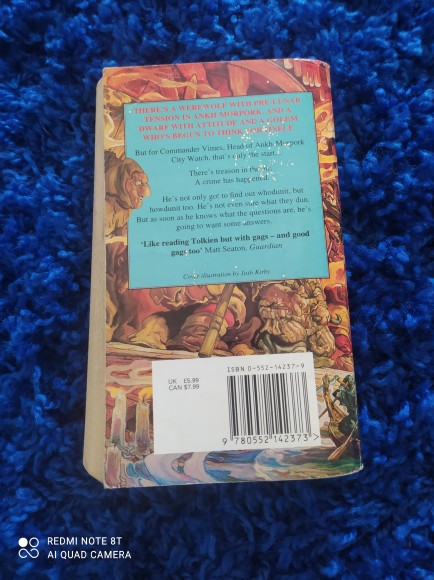 THERE'S A WEREWOLF WITH PRE-LUNAR
TENSION IN ANKH-MORPORK. AND A
DWARF WITH ATTITUDE AND A GOLEM
WHO'S BEGUN TO THINK FOR ITSELF.
But for Commander Vimes, Head of Ankh-Morpork
City Watch, that's only the start...
There's treason in the air.
A crime has happened.
He's not only got to find out whodunit, but
howdunit too. He's not even sure what they dun.
But as soon as he knows what the questions are, he's
going to want some answers.
'Like reading Tolkien but with gags – and good
gags too' Matt Seaton, Guardian
Cover illustration by Josh Kirby
ISBN 0-552-14237-9
UK £5.99
CAN $7.99
9 780552 142373 >
REDMI NOTE 8T
AI QUAD CAMERA